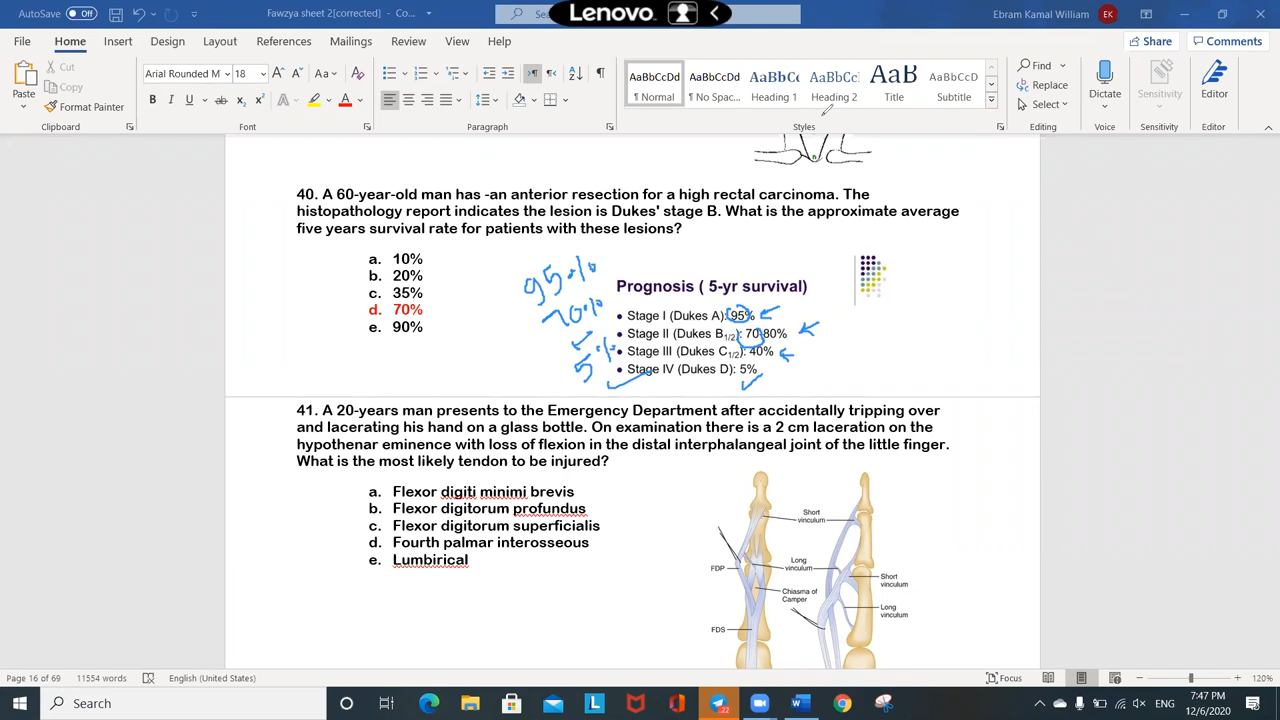 Lenovo
Fawzya second 2[corrected]
Search
Ebram Kamal William
EK
File Home Insert Design Layout References Mailings Review View Help
Share Comments
Paste
Cut
Copy
Format Painter
Clipboard
Arial Rounded M 18
Font
Paragraph
AaBbCcDd ¶ Normal
AaBbCcDd ¶ No Spac...
AaBbCc Heading 1
AaBbCc Heading 2
AaB Title
AaBbCcD Subtitle
Styles
Find
Replace
Select
Editing
Dictate
Voice
Sensitivity
Sensitivity
Editor
Editor
n
40. A 60-year-old man has -an anterior resection for a high rectal carcinoma. The
histopathology report indicates the lesion is Dukes' stage B. What is the approximate average
five years survival rate for patients with these lesions?
a. 10%
b. 20%
c. 35%
d. 70%
e. 90%
95%
70%
5%
Prognosis ( 5-yr survival)
• Stage I (Dukes A): 95%
• Stage II (Dukes B1/2): 70-80%
• Stage III (Dukes C1/2): 40%
• Stage IV (Dukes D): 5%
41. A 20-years man presents to the Emergency Department after accidentally tripping over
and lacerating his hand on a glass bottle. On examination there is a 2 cm laceration on the
hypothenar eminence with loss of flexion in the distal interphalangeal joint of the little finger.
What is the most likely tendon to be injured?
a. Flexor digiti minimi brevis
b. Flexor digitorum profundus
c. Flexor digitorum superficialis
d. Fourth palmar interosseous
e. Lumbirical
Short
vinculum
Long
vinculum
FDP
Chiasma of
Camper
FDS
Short
vinculum
Long
vinculum
Page 16 of 69 11554 words English (United States)
Focus
120%
Search
22
7:47 PM
12/6/2020